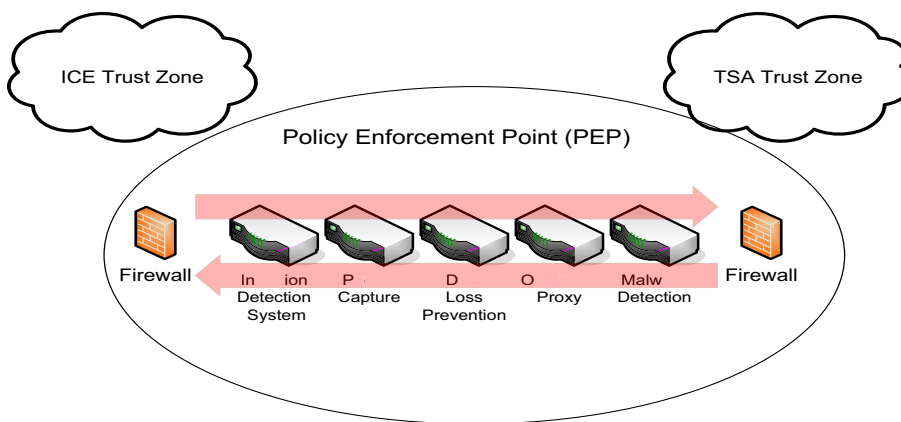 ICE Trust Zone
TSA Trust Zone
Policy Enforcement Point (PEP)
Firewall
Firewall
Detection
System
Capture
Loss
Prevention
Proxy
Detection